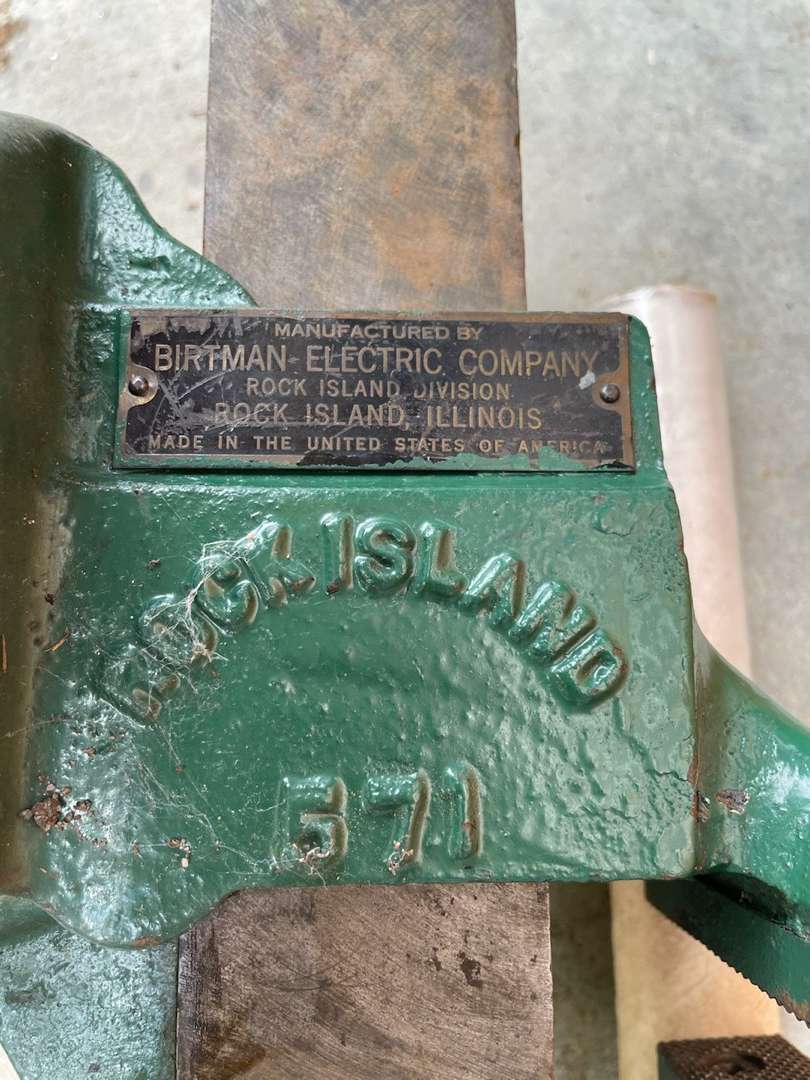 MANUFACTURED BY
BIRTMAN ELECTRIC COMPANY
ROCK ISLAND DIVISION
ROCK ISLAND, ILLINOIS
MADE IN THE UNITED STATES OF AMERICA
ROCK ISLAND
571